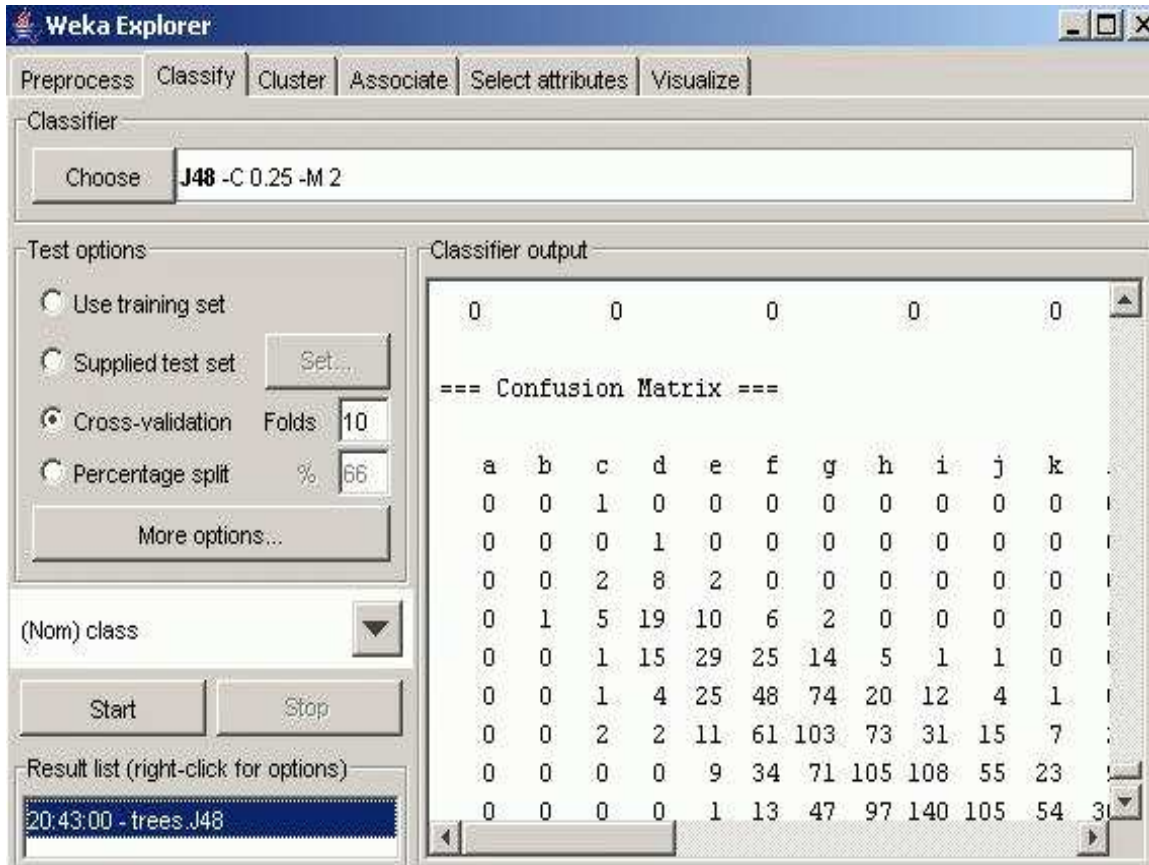 Weka Explorer
Preprocess Classify Cluster Associate Select attributes Visualize
Classifier
Choose J48 -C 0.25 -M 2
Test options
Use training set
Supplied test set Set...
Cross-validation Folds 10
Percentage split % 66
More options...
(Nom) class
Start Stop
Result list (right-click for options)
20:43:00 - trees.J48
Classifier output
0 0 0 0 0
=== Confusion Matrix ===
a b c d e f g h i j k
0 0 1 0 0 0 0 0 0 0 0
0 0 0 1 0 0 0 0 0 0 0
0 0 2 8 2 0 0 0 0 0 0
0 1 5 19 10 6 2 0 0 0 0
0 0 1 15 29 25 14 5 1 1 0
0 0 1 4 25 48 74 20 12 4 1
0 0 2 2 11 61 103 73 31 15 7
0 0 0 0 9 34 71 105 108 55 23
0 0 0 0 1 13 47 97 140 105 54